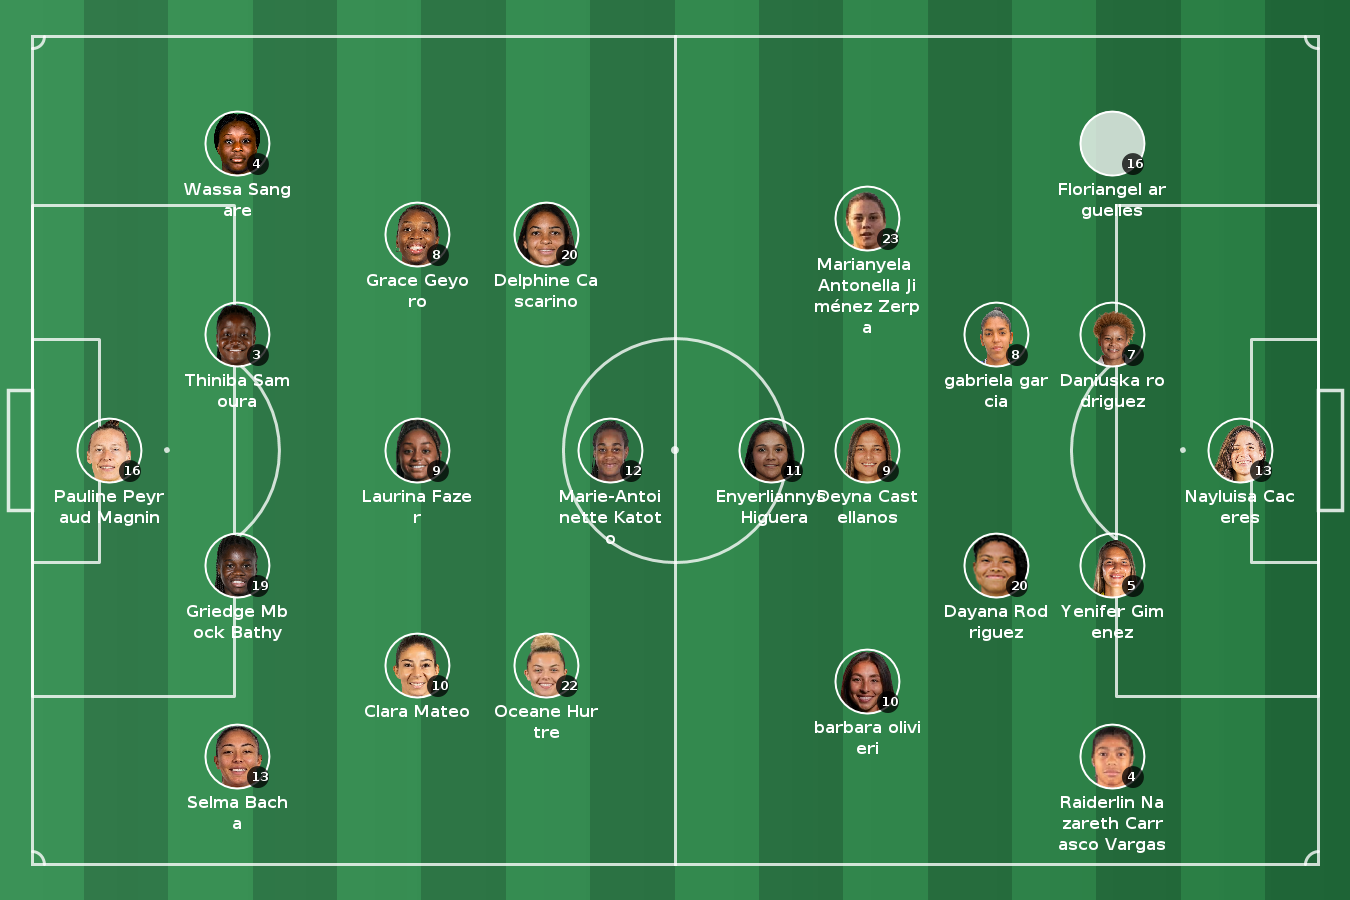 4
Wassa Sang
are
16
Floriangel ar
guelles
8
Grace Geyo
ro
20
Delphine Ca
scarino
23
Marianyela
Antonella Ji
ménez Zerp
a
3
Thiniba Sam
oura
8
gabriela gar
cia
7
Daniuska ro
driguez
16
Pauline Peyr
aud Magnin
9
Laurina Faze
r
12
Marie-Antoi
nette Katot
o
11
Enyerliannys
Higuera
9
Deyna Cast
ellanos
13
Nayluisa Cac
eres
19
Griedge Mb
ock Bathy
20
Dayana Rod
riguez
5
Yenifer Gim
enez
10
Clara Mateo
22
Oceane Hur
tre
10
barbara olivi
eri
13
Selma Bach
a
4
Raiderlin Na
zareth Carr
asco Vargas